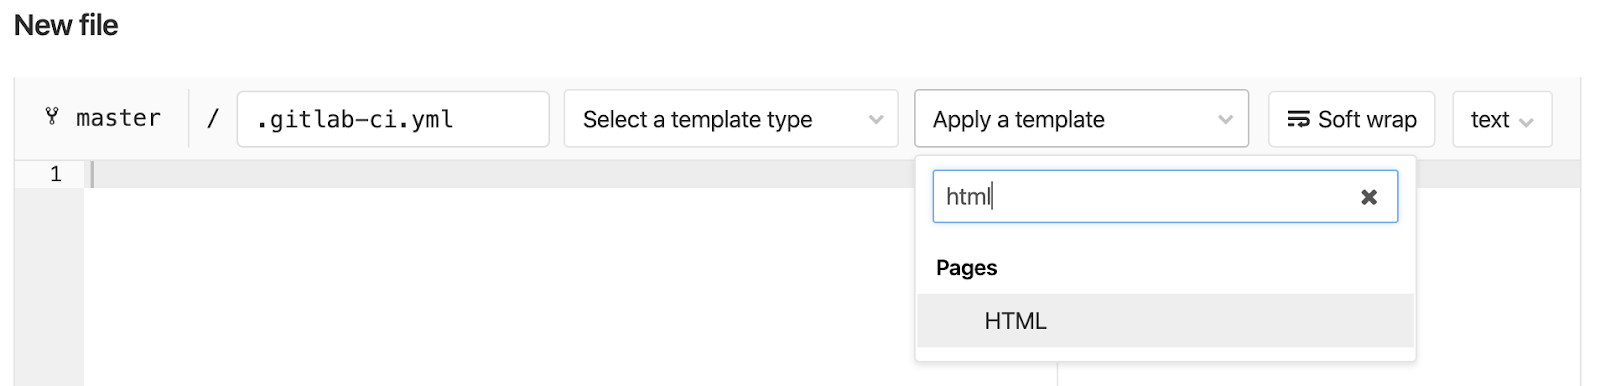 New file
master / .gitlab-ci.yml Select a template type Apply a template Soft wrap text
1
html
Pages
HTML